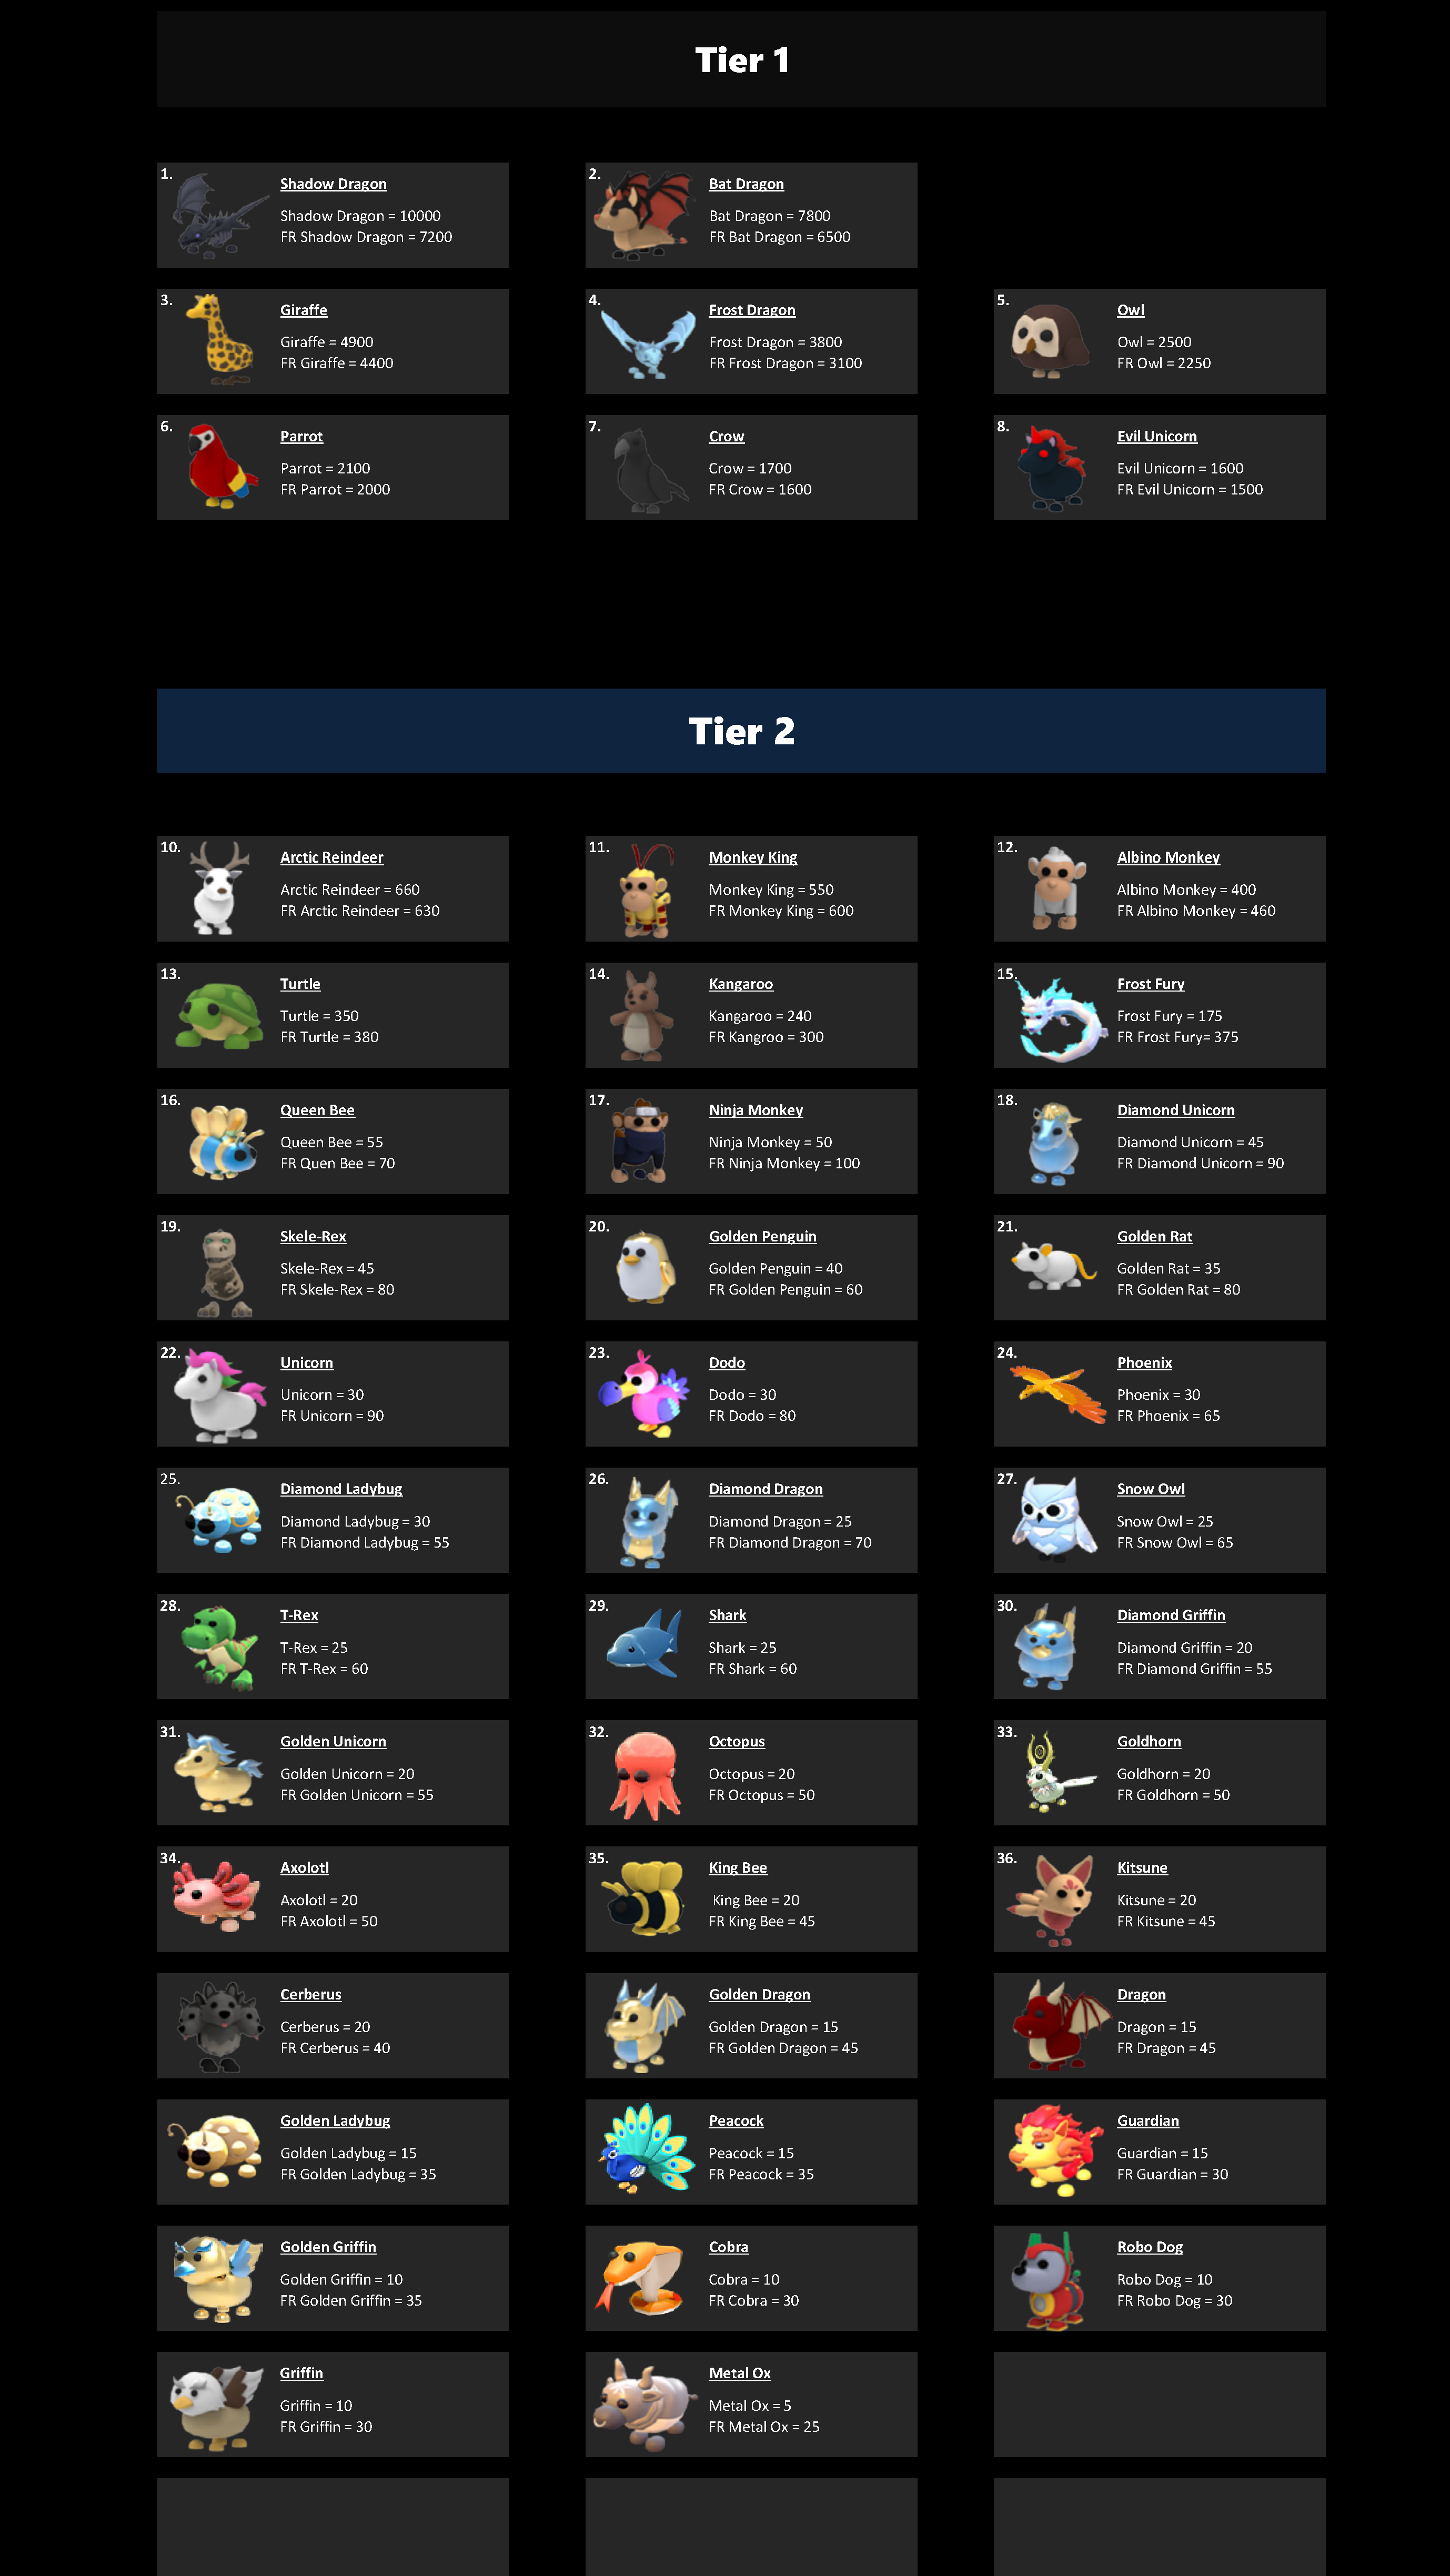 Tier 1
1.
Shadow Dragon
Shadow Dragon = 10000
FR Shadow Dragon = 7200
2.
Bat Dragon
Bat Dragon = 7800
FR Bat Dragon = 6500
3.
Giraffe
Giraffe = 4900
FR Giraffe = 4400
4.
Frost Dragon
Frost Dragon = 3800
FR Frost Dragon = 3100
5.
Owl
Owl = 2500
FR Owl = 2250
6.
Parrot
Parrot = 2100
FR Parrot = 2000
7.
Crow
Crow = 1700
FR Crow = 1600
8.
Evil Unicorn
Evil Unicorn = 1600
FR Evil Unicorn = 1500
Tier 2
10.
Arctic Reindeer
Arctic Reindeer = 660
FR Arctic Reindeer = 630
11.
Monkey King
Monkey King = 550
FR Monkey King = 600
12.
Albino Monkey
Albino Monkey = 400
FR Albino Monkey = 460
13.
Turtle
Turtle = 350
FR Turtle = 380
14.
Kangaroo
Kangaroo = 240
FR Kangroo = 300
15.
Frost Fury
Frost Fury = 175
FR Frost Fury= 375
16.
Queen Bee
Queen Bee = 55
FR Quen Bee = 70
17.
Ninja Monkey
Ninja Monkey = 50
FR Ninja Monkey = 100
18.
Diamond Unicorn
Diamond Unicorn = 45
FR Diamond Unicorn = 90
19.
Skele-Rex
Skele-Rex = 45
FR Skele-Rex = 80
20.
Golden Penguin
Golden Penguin = 40
FR Golden Penguin = 60
21.
Golden Rat
Golden Rat = 35
FR Golden Rat = 80
22.
Unicorn
Unicorn = 30
FR Unicorn = 90
23.
Dodo
Dodo = 30
FR Dodo = 80
24.
Phoenix
Phoenix = 30
FR Phoenix = 65
25.
Diamond Ladybug
Diamond Ladybug = 30
FR Diamond Ladybug = 55
26.
Diamond Dragon
Diamond Dragon = 25
FR Diamond Dragon = 70
27.
Snow Owl
Snow Owl = 25
FR Snow Owl = 65
28.
T-Rex
T-Rex = 25
FR T-Rex = 60
29.
Shark
Shark = 25
FR Shark = 60
30.
Diamond Griffin
Diamond Griffin = 20
FR Diamond Griffin = 55
31.
Golden Unicorn
Golden Unicorn = 20
FR Golden Unicorn = 55
32.
Octopus
Octopus = 20
FR Octopus = 50
33.
Goldhorn
Goldhorn = 20
FR Goldhorn = 50
34.
Axolotl
Axolotl = 20
FR Axolotl = 50
35.
King Bee
King Bee = 20
FR King Bee = 45
36.
Kitsune
Kitsune = 20
FR Kitsune = 45
Cerberus
Cerberus = 20
FR Cerberus = 40
Golden Dragon
Golden Dragon = 15
FR Golden Dragon = 45
Dragon
Dragon = 15
FR Dragon = 45
Golden Ladybug
Golden Ladybug = 15
FR Golden Ladybug = 35
Peacock
Peacock = 15
FR Peacock = 35
Guardian
Guardian = 15
FR Guardian = 30
Golden Griffin
Golden Griffin = 10
FR Golden Griffin = 35
Cobra
Cobra = 10
FR Cobra = 30
Robo Dog
Robo Dog = 10
FR Robo Dog = 30
Griffin
Griffin = 10
FR Griffin = 30
Metal Ox
Metal Ox = 5
FR Metal Ox = 25